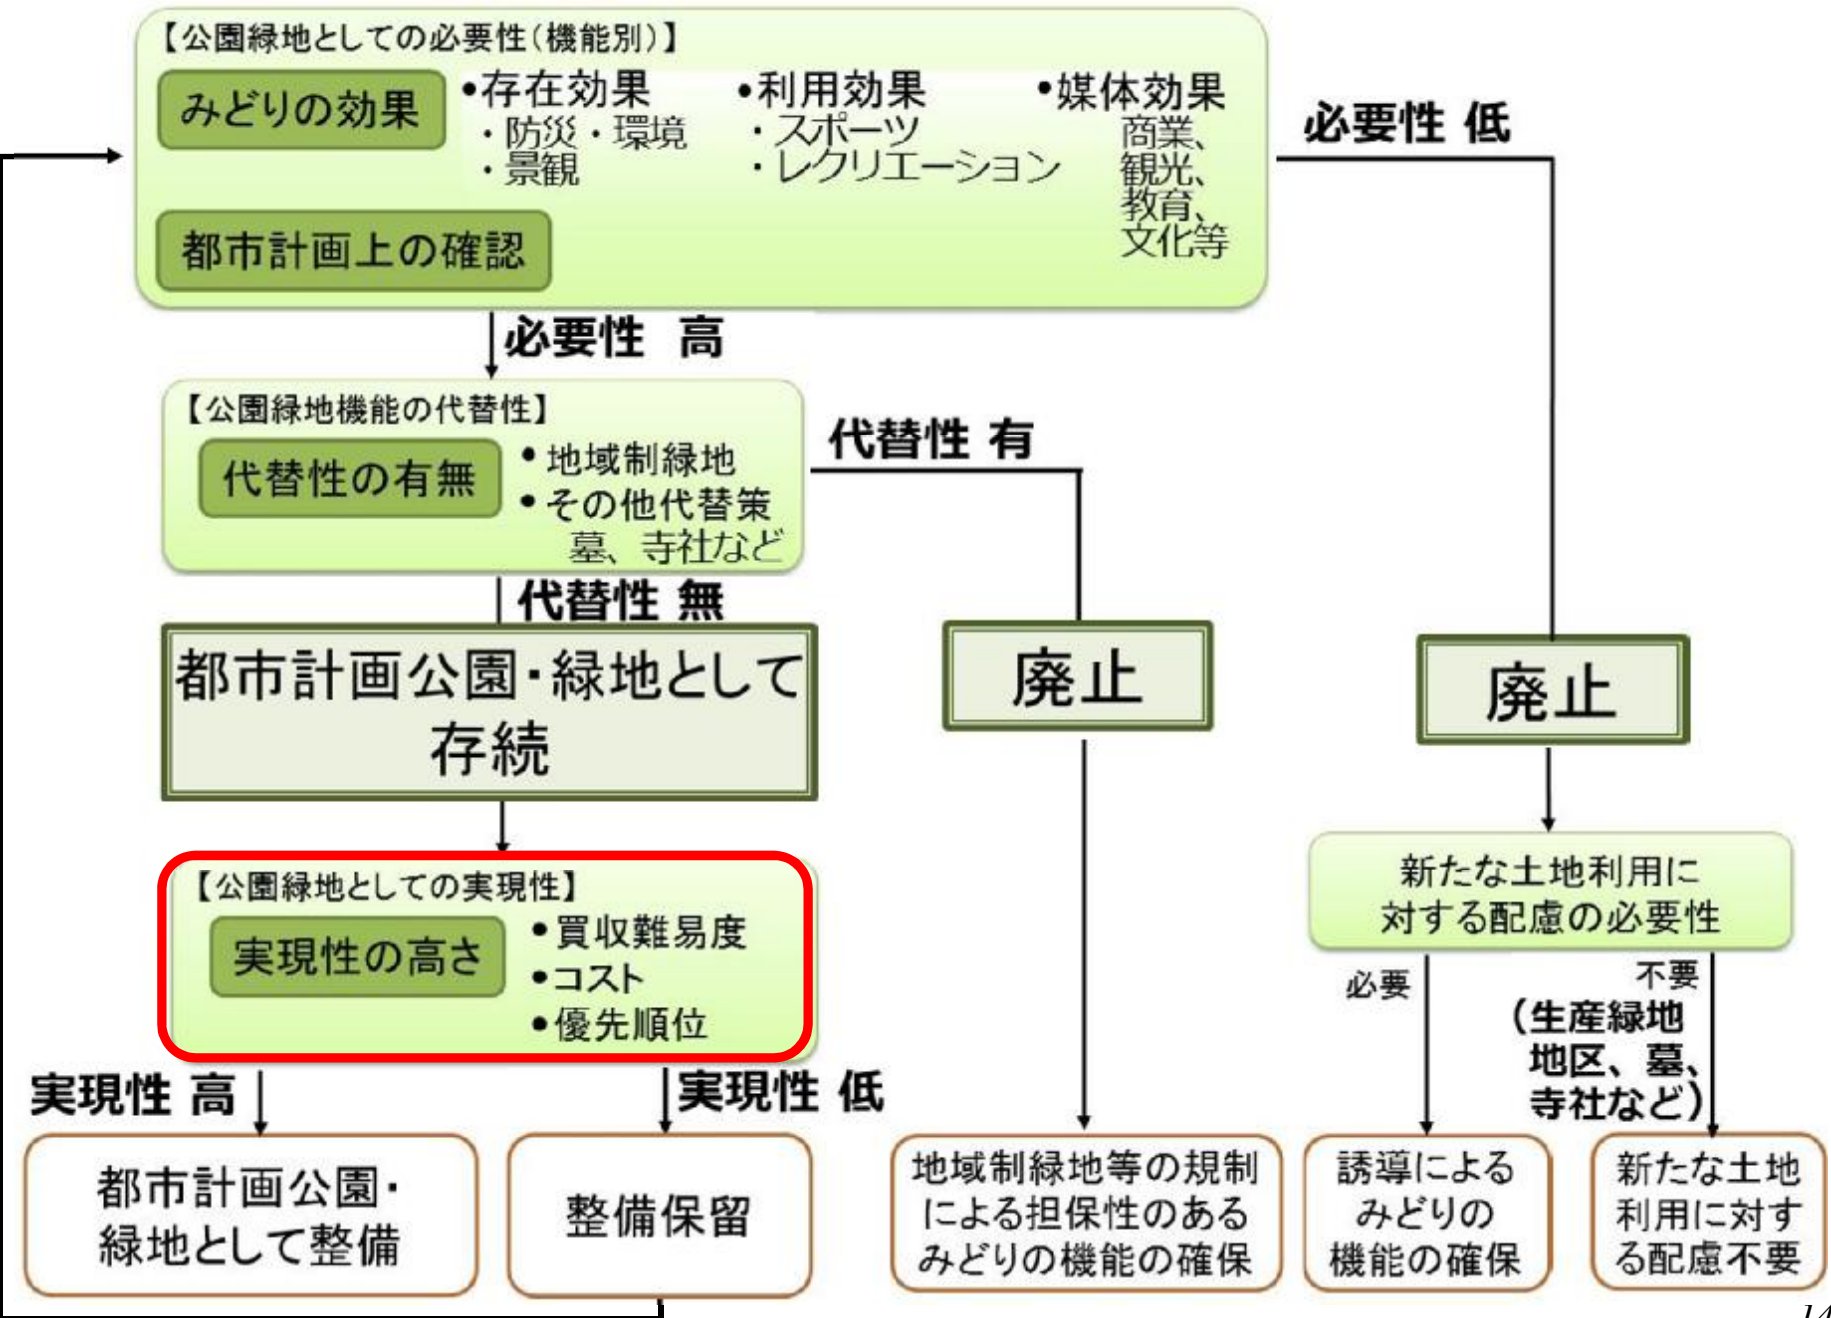 【公園緑地としての必要性(機能別)】
みどりの効果
•存在効果
・防災・環境
・景観
•利用効果
・スポーツ
・レクリエーション
•媒体効果
商業、
観光、
教育、
文化等
都市計画上の確認
必要性 低
必要性 高
【公園緑地機能の代替性】
代替性の有無
•地域制緑地
•その他代替策
墓、寺社など
代替性 有
代替性 無
都市計画公園・緑地として
存続
廃止
廃止
【公園緑地としての実現性】
実現性の高さ
•買収難易度
•コスト
•優先順位
新たな土地利用に
対する配慮の必要性
必要
不要
(生産緑地
地区、墓、
寺社など)
実現性 高
実現性 低
都市計画公園・
緑地として整備
整備保留
地域制緑地等の規制
による担保性のある
みどりの機能の確保
誘導による
みどりの
機能の確保
新たな土地
利用に対す
る配慮不要
14